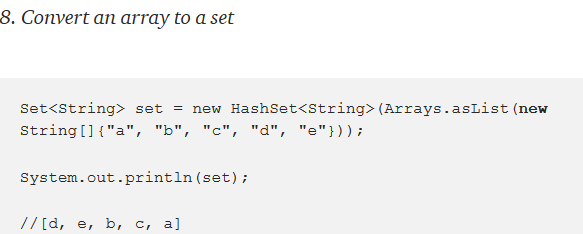 8. Convert an array to a set
Set<String> set = new HashSet<String>(Arrays.asList(new
String[]{"a", "b", "c", "d", "e"}));
System.out.println(set);
//[d, e, b, c, a]